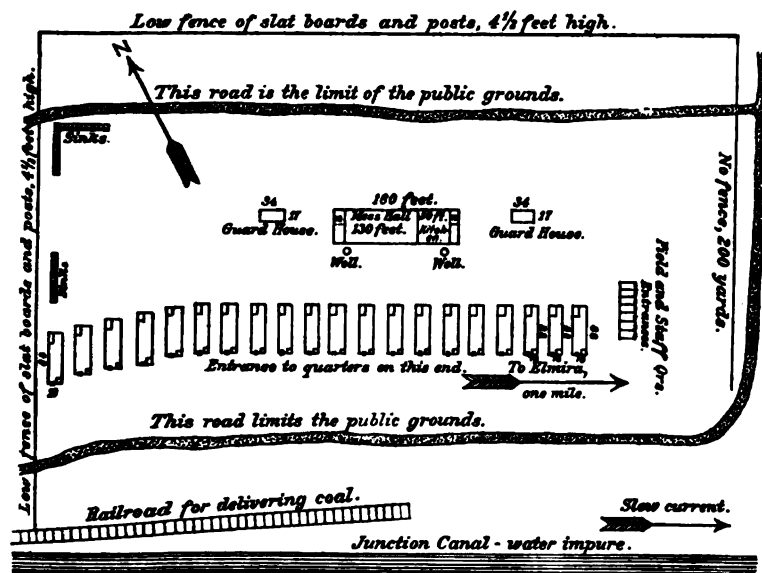 Low fence of slat boards and posts, 4½ feet high.
N
This road is the limit of the public grounds.
Low fence of slat boards and posts, 4½ feet high.
Sinks.
No fence, 200 yards.
34
17
Guard House.
160 feet.
Mess Hall
130 feet.
Well.
Well.
34
17
Guard House.
Sinks
Field and Staff Qrs.
Entrances.
Entrance to quarters on this end.
To Elmira,
one mile.
This road limits the public grounds.
Railroad for delivering coal.
Slow current.
Junction Canal - water impure.